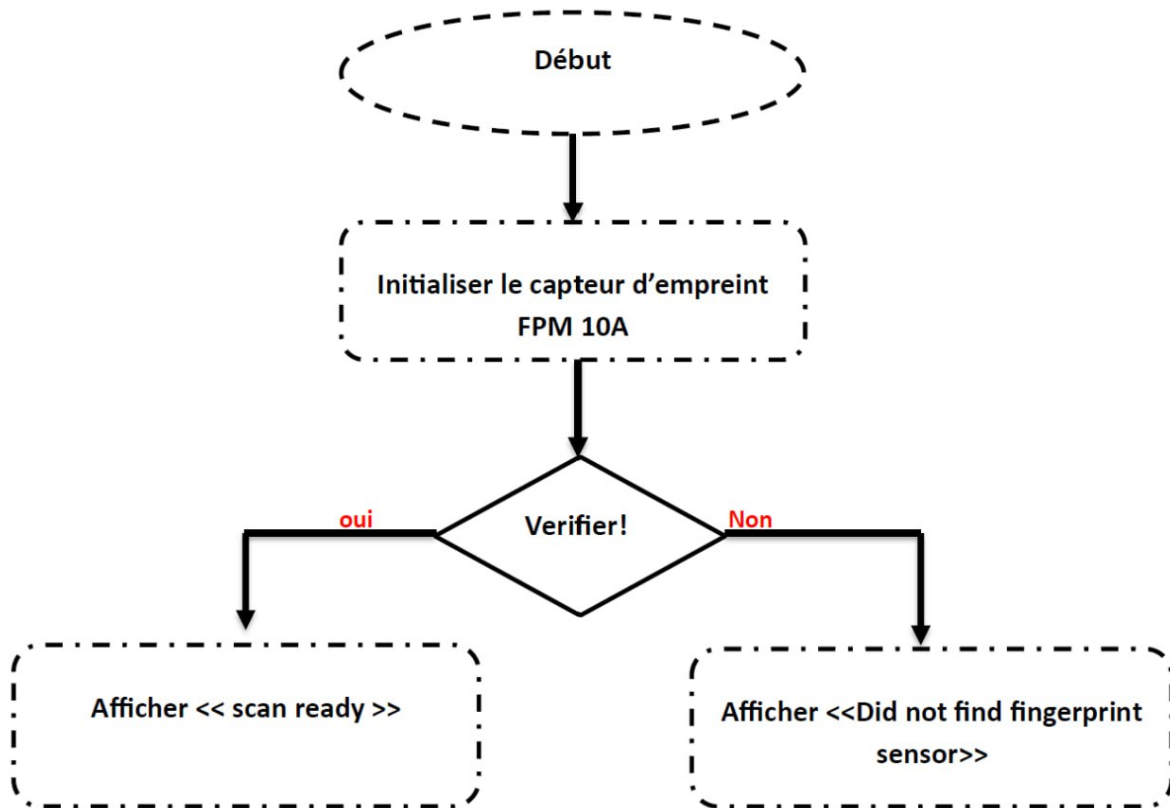 Début
Initialiser le capteur d’empreint
FPM 10A
Verifier!
oui
Non
Afficher << scan ready >>
Afficher <<Did not find fingerprint
sensor>>